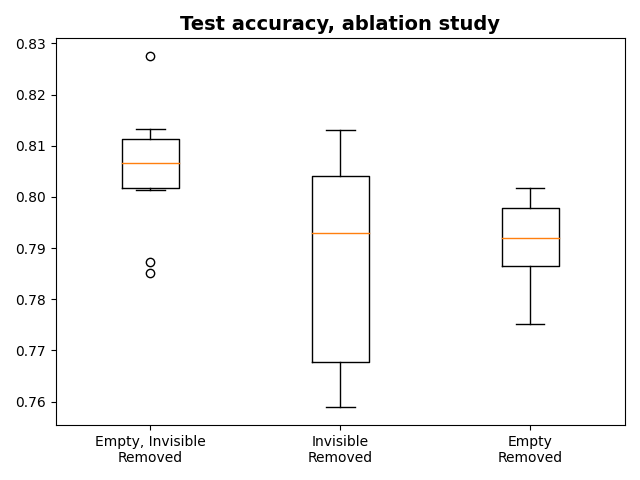 Test accuracy, ablation study
0.83
0.82
0.81
0.80
0.79
0.78
0.77
0.76
Empty, Invisible
Removed
Invisible
Removed
Empty
Removed